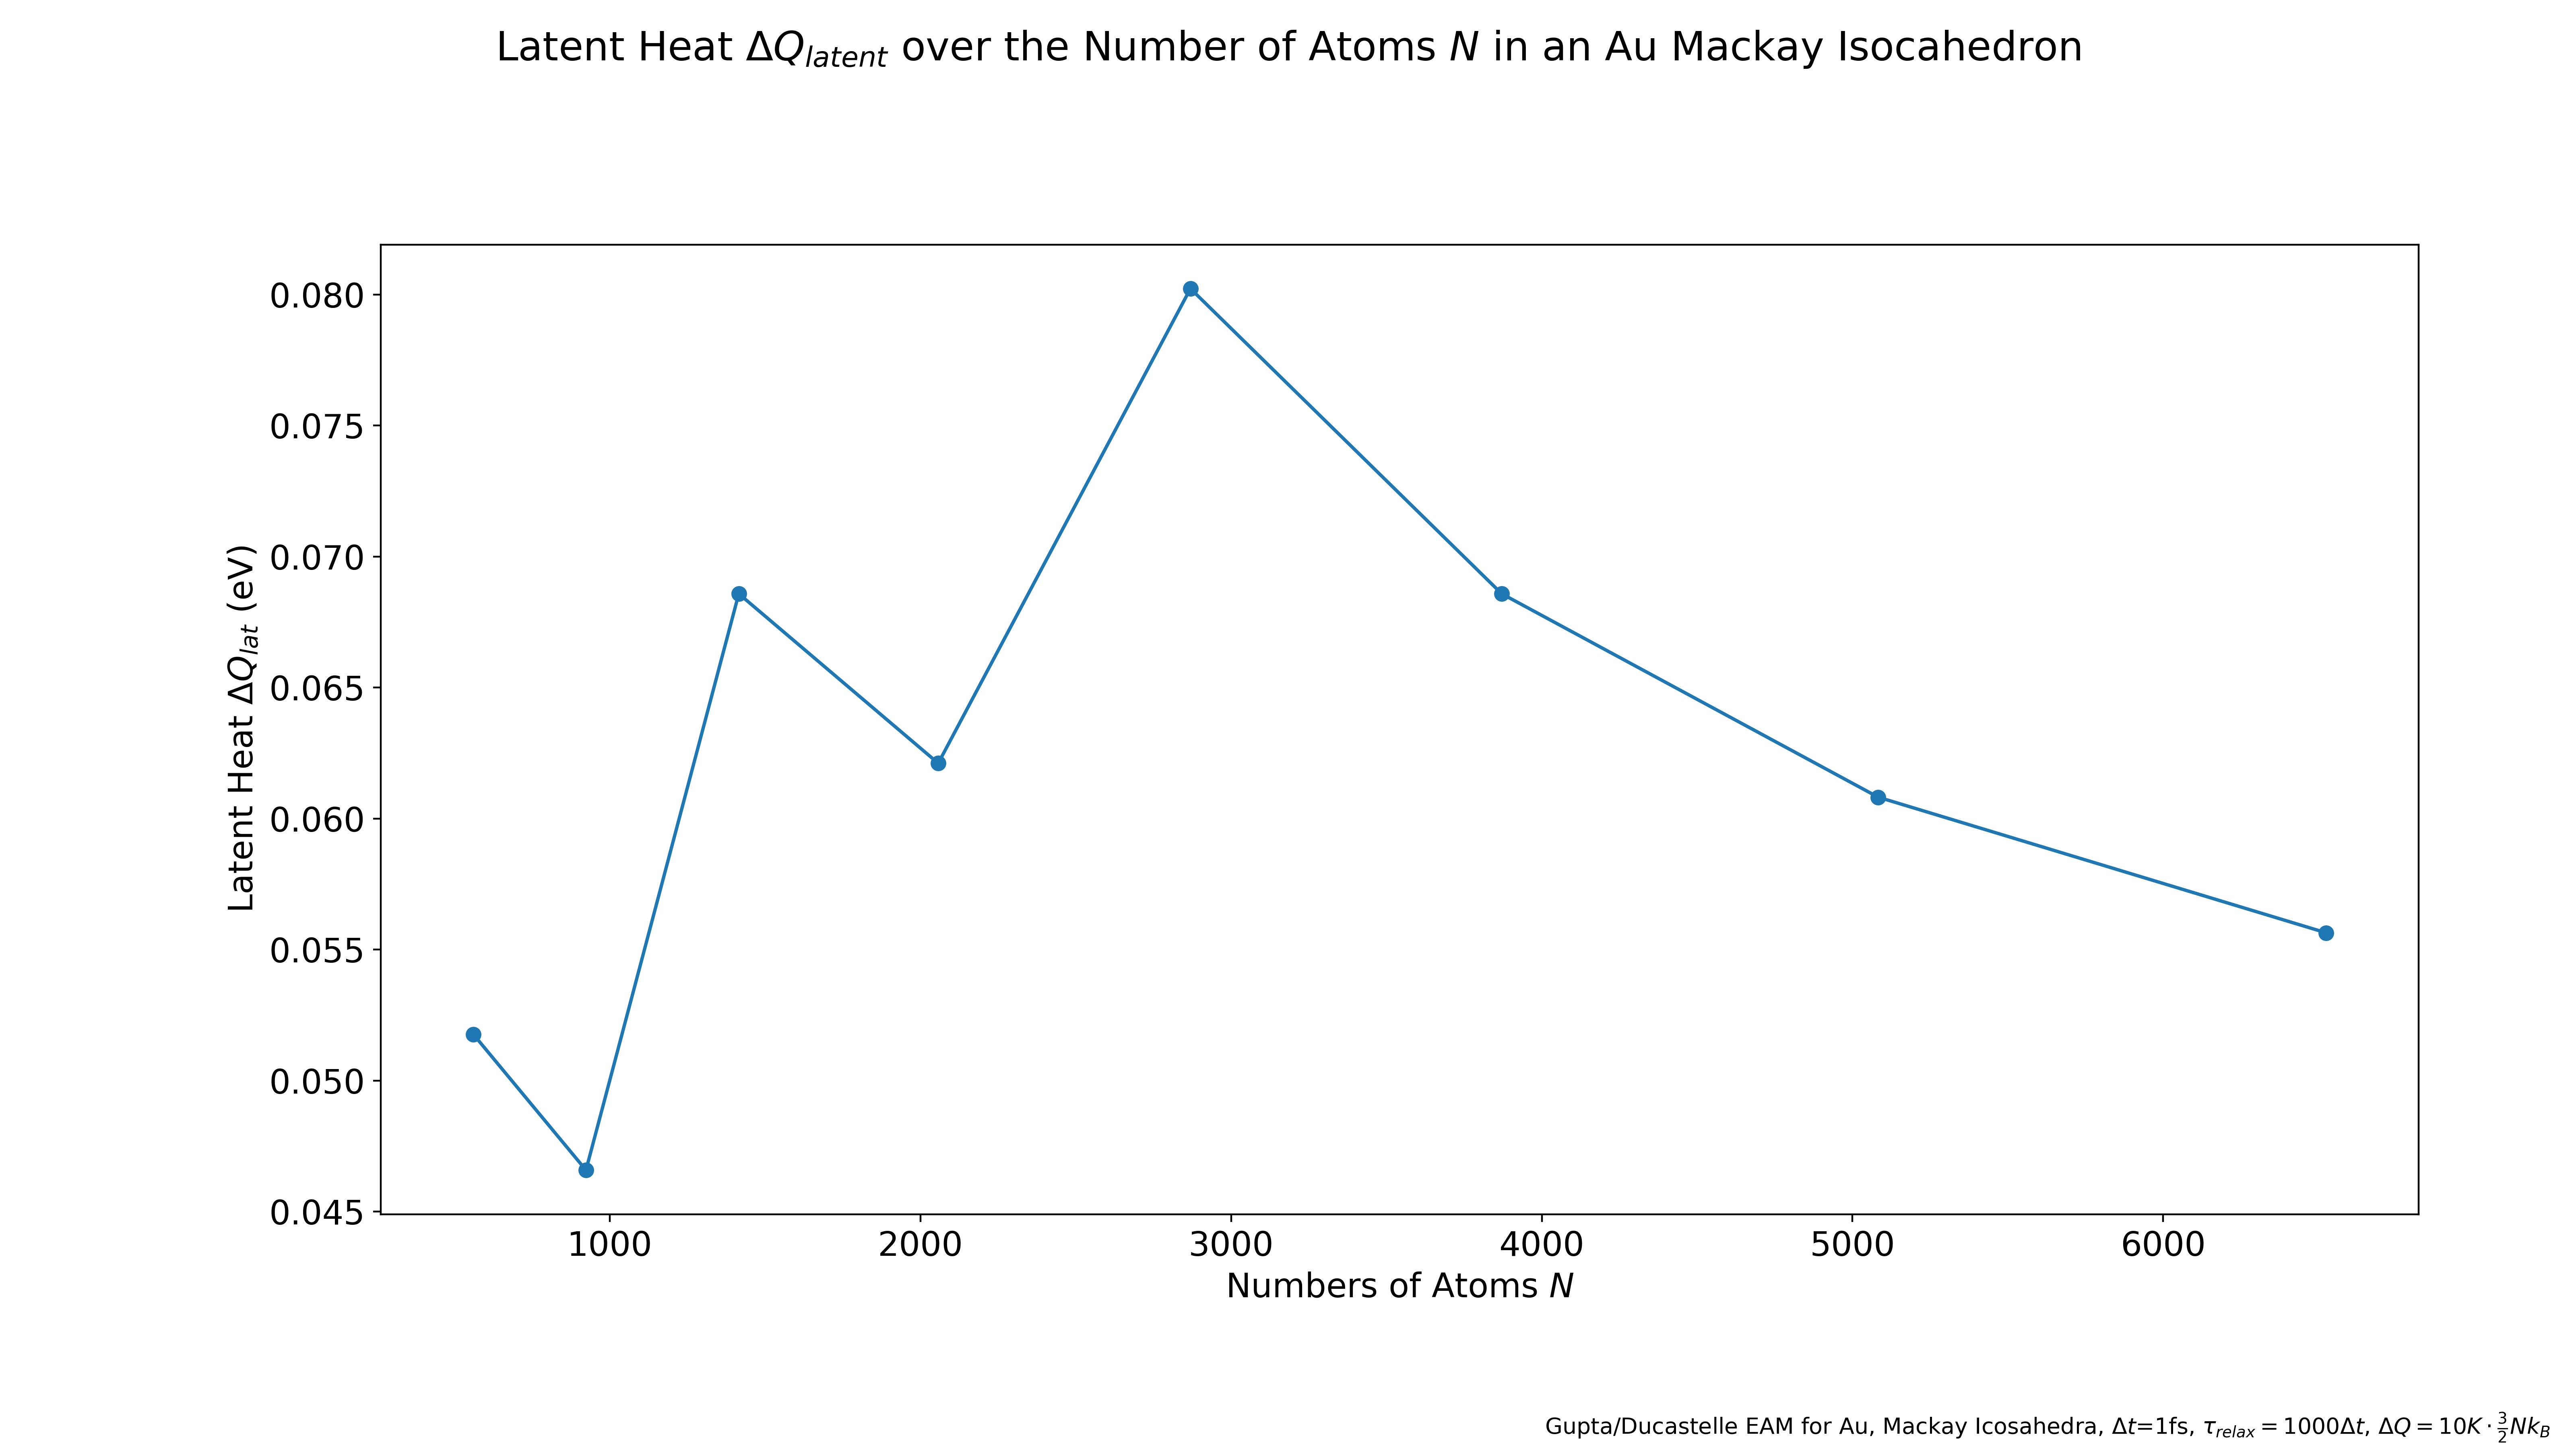 Latent Heat ΔQ_latent over the Number of Atoms N in an Au Mackay Isocahedron
Latent Heat ΔQ_lat (eV)
0.080
0.075
0.070
0.065
0.060
0.055
0.050
0.045
1000 2000 3000 4000 5000 6000
Numbers of Atoms N
Gupta/Ducastelle EAM for Au, Mackay Icosahedra, Δt=1fs, τ_relax = 1000Δt, ΔQ = 10K · 3/2 Nk_B